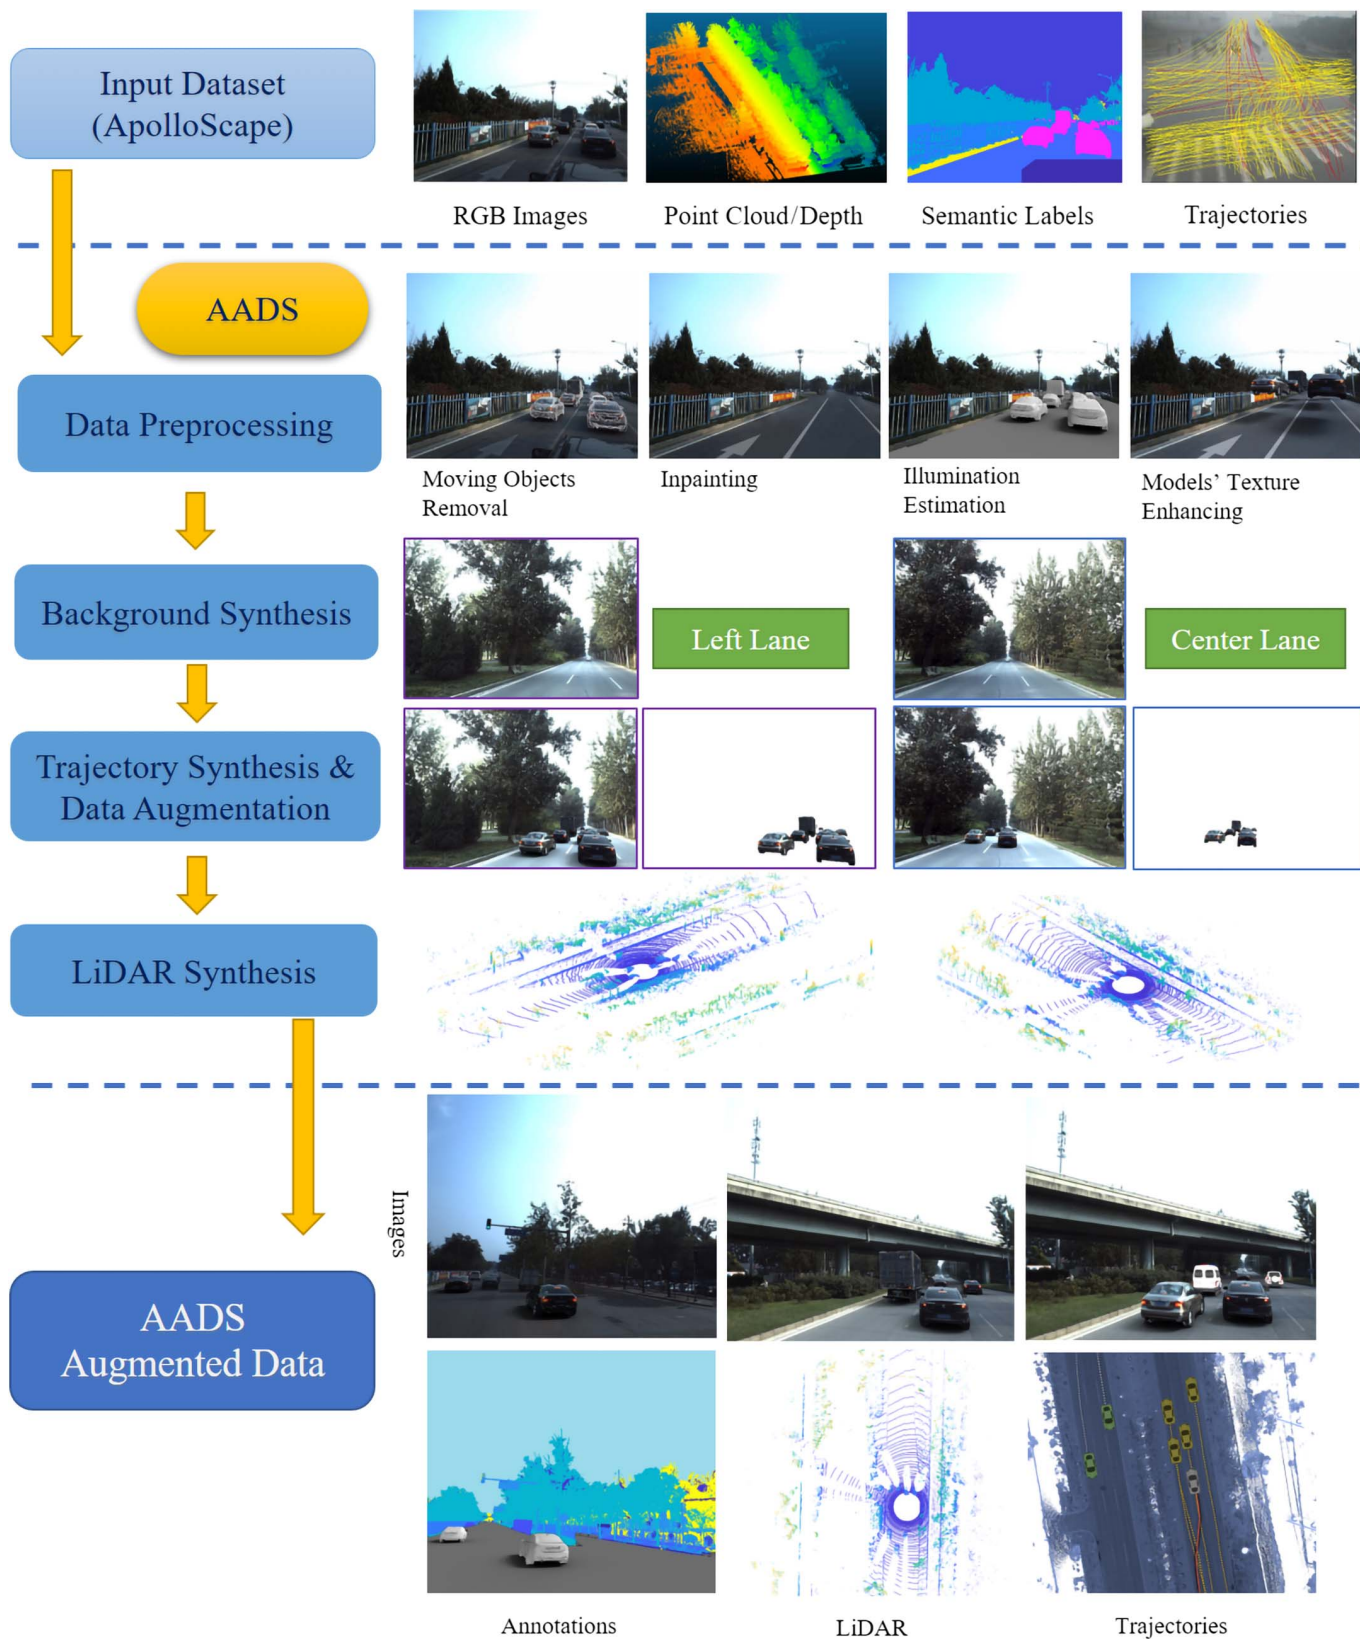 Input Dataset
(ApolloScape)
RGB Images
Point Cloud/Depth
Semantic Labels
Trajectories
AADS
Data Preprocessing
Moving Objects
Removal
Inpainting
Illumination
Estimation
Models’ Texture
Enhancing
Background Synthesis
Left Lane
Center Lane
Trajectory Synthesis &
Data Augmentation
LiDAR Synthesis
Images
AADS
Augmented Data
Annotations
LiDAR
Trajectories